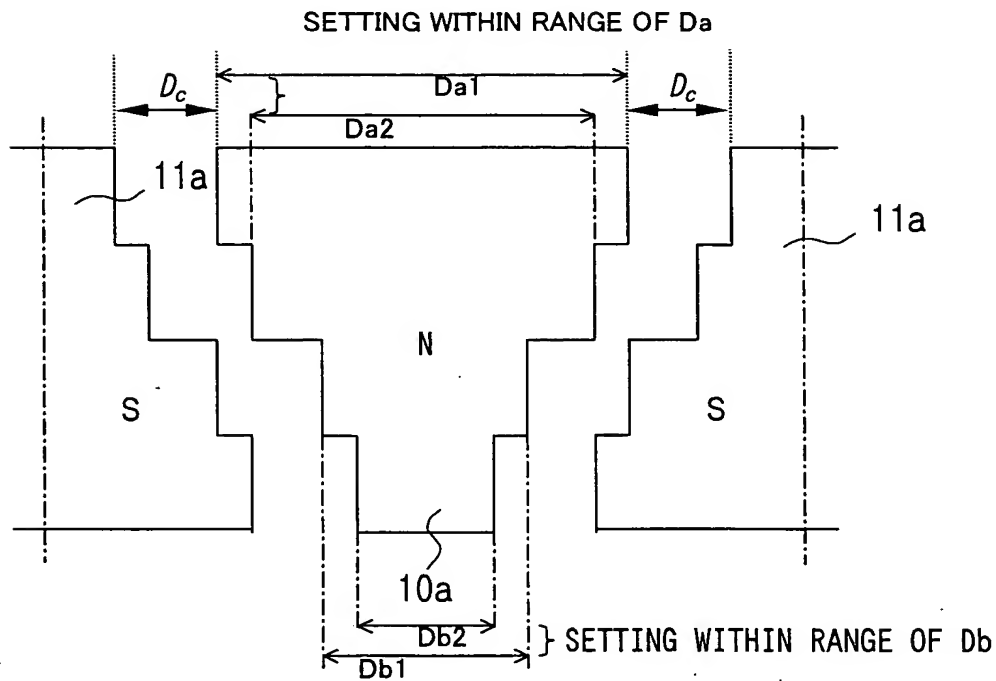 SETTING WITHIN RANGE OF Da
Dc
Da1
Dc
Da2
11a
11a
N
S
S
10a
Db2
Db1
SETTING WITHIN RANGE OF Db